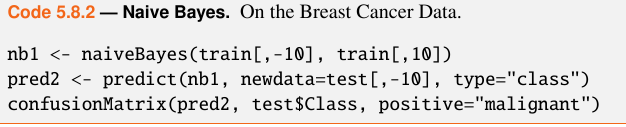 Code 5.8.2 — Naive Bayes. On the Breast Cancer Data.
nb1 <- naiveBayes(train[,-10], train[,10])
pred2 <- predict(nb1, newdata=test[,-10], type="class")
confusionMatrix(pred2, test$Class, positive="malignant")